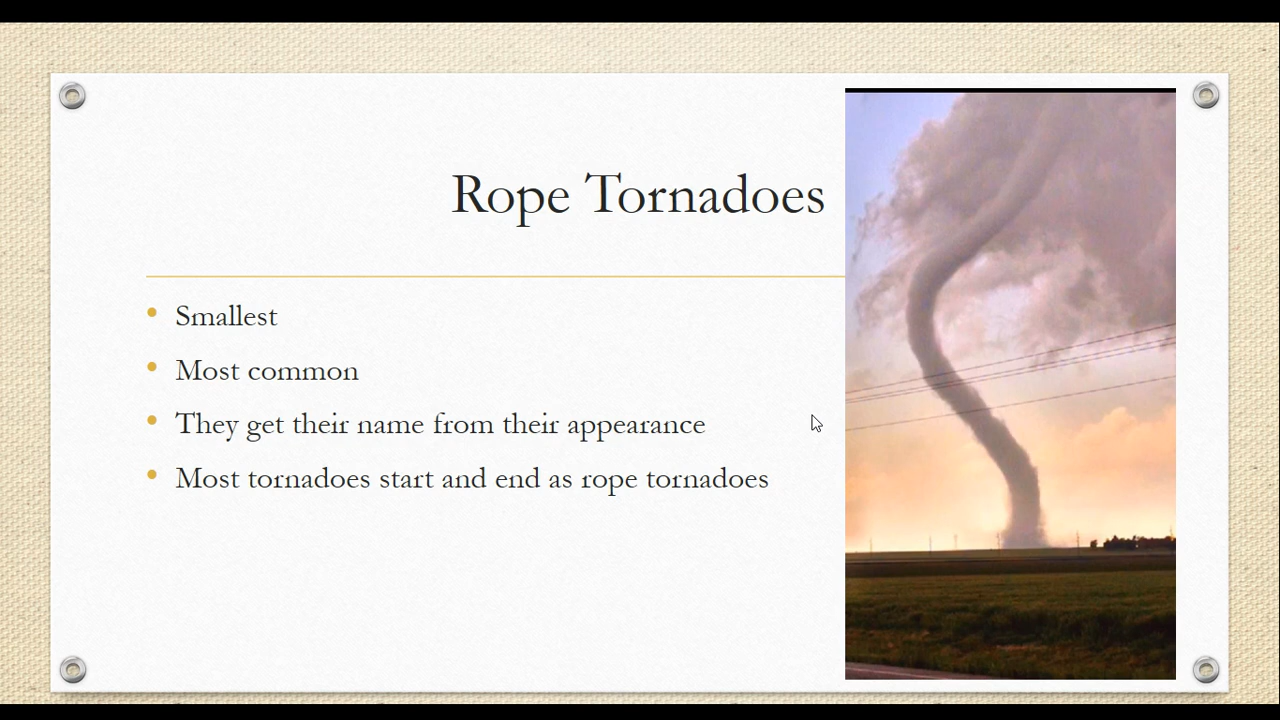 Rope Tornadoes
Smallest
Most common
They get their name from their appearance
Most tornadoes start and end as rope tornadoes